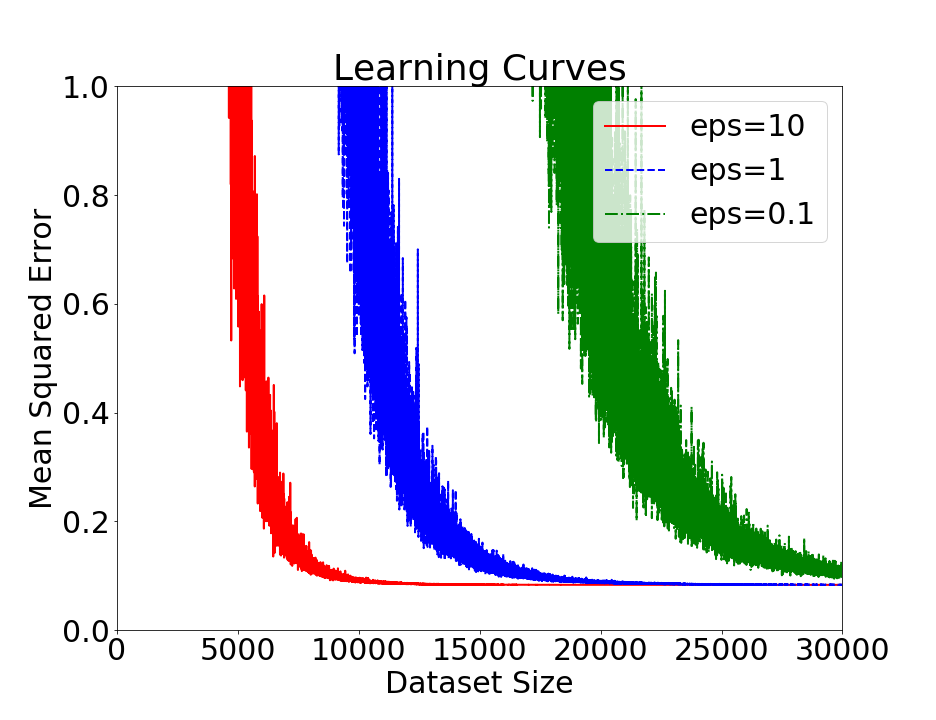 Learning Curves
1.0
0.8
0.6
0.4
0.2
0.0
Mean Squared Error
eps=10
eps=1
eps=0.1
0 5000 10000 15000 20000 25000 30000
Dataset Size